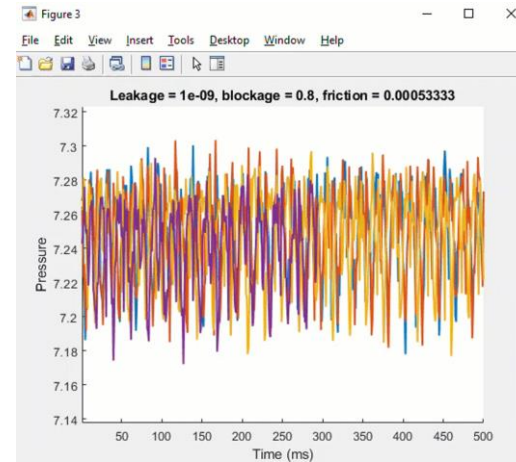 Figure 3
File Edit View Insert Tools Desktop Window Help
Leakage = 1e-09, blockage = 0.8, friction = 0.00053333
7.32
7.3
7.28
7.26
7.24
7.22
7.2
7.18
7.16
7.14
Pressure
50 100 150 200 250 300 350 400 450 500
Time (ms)